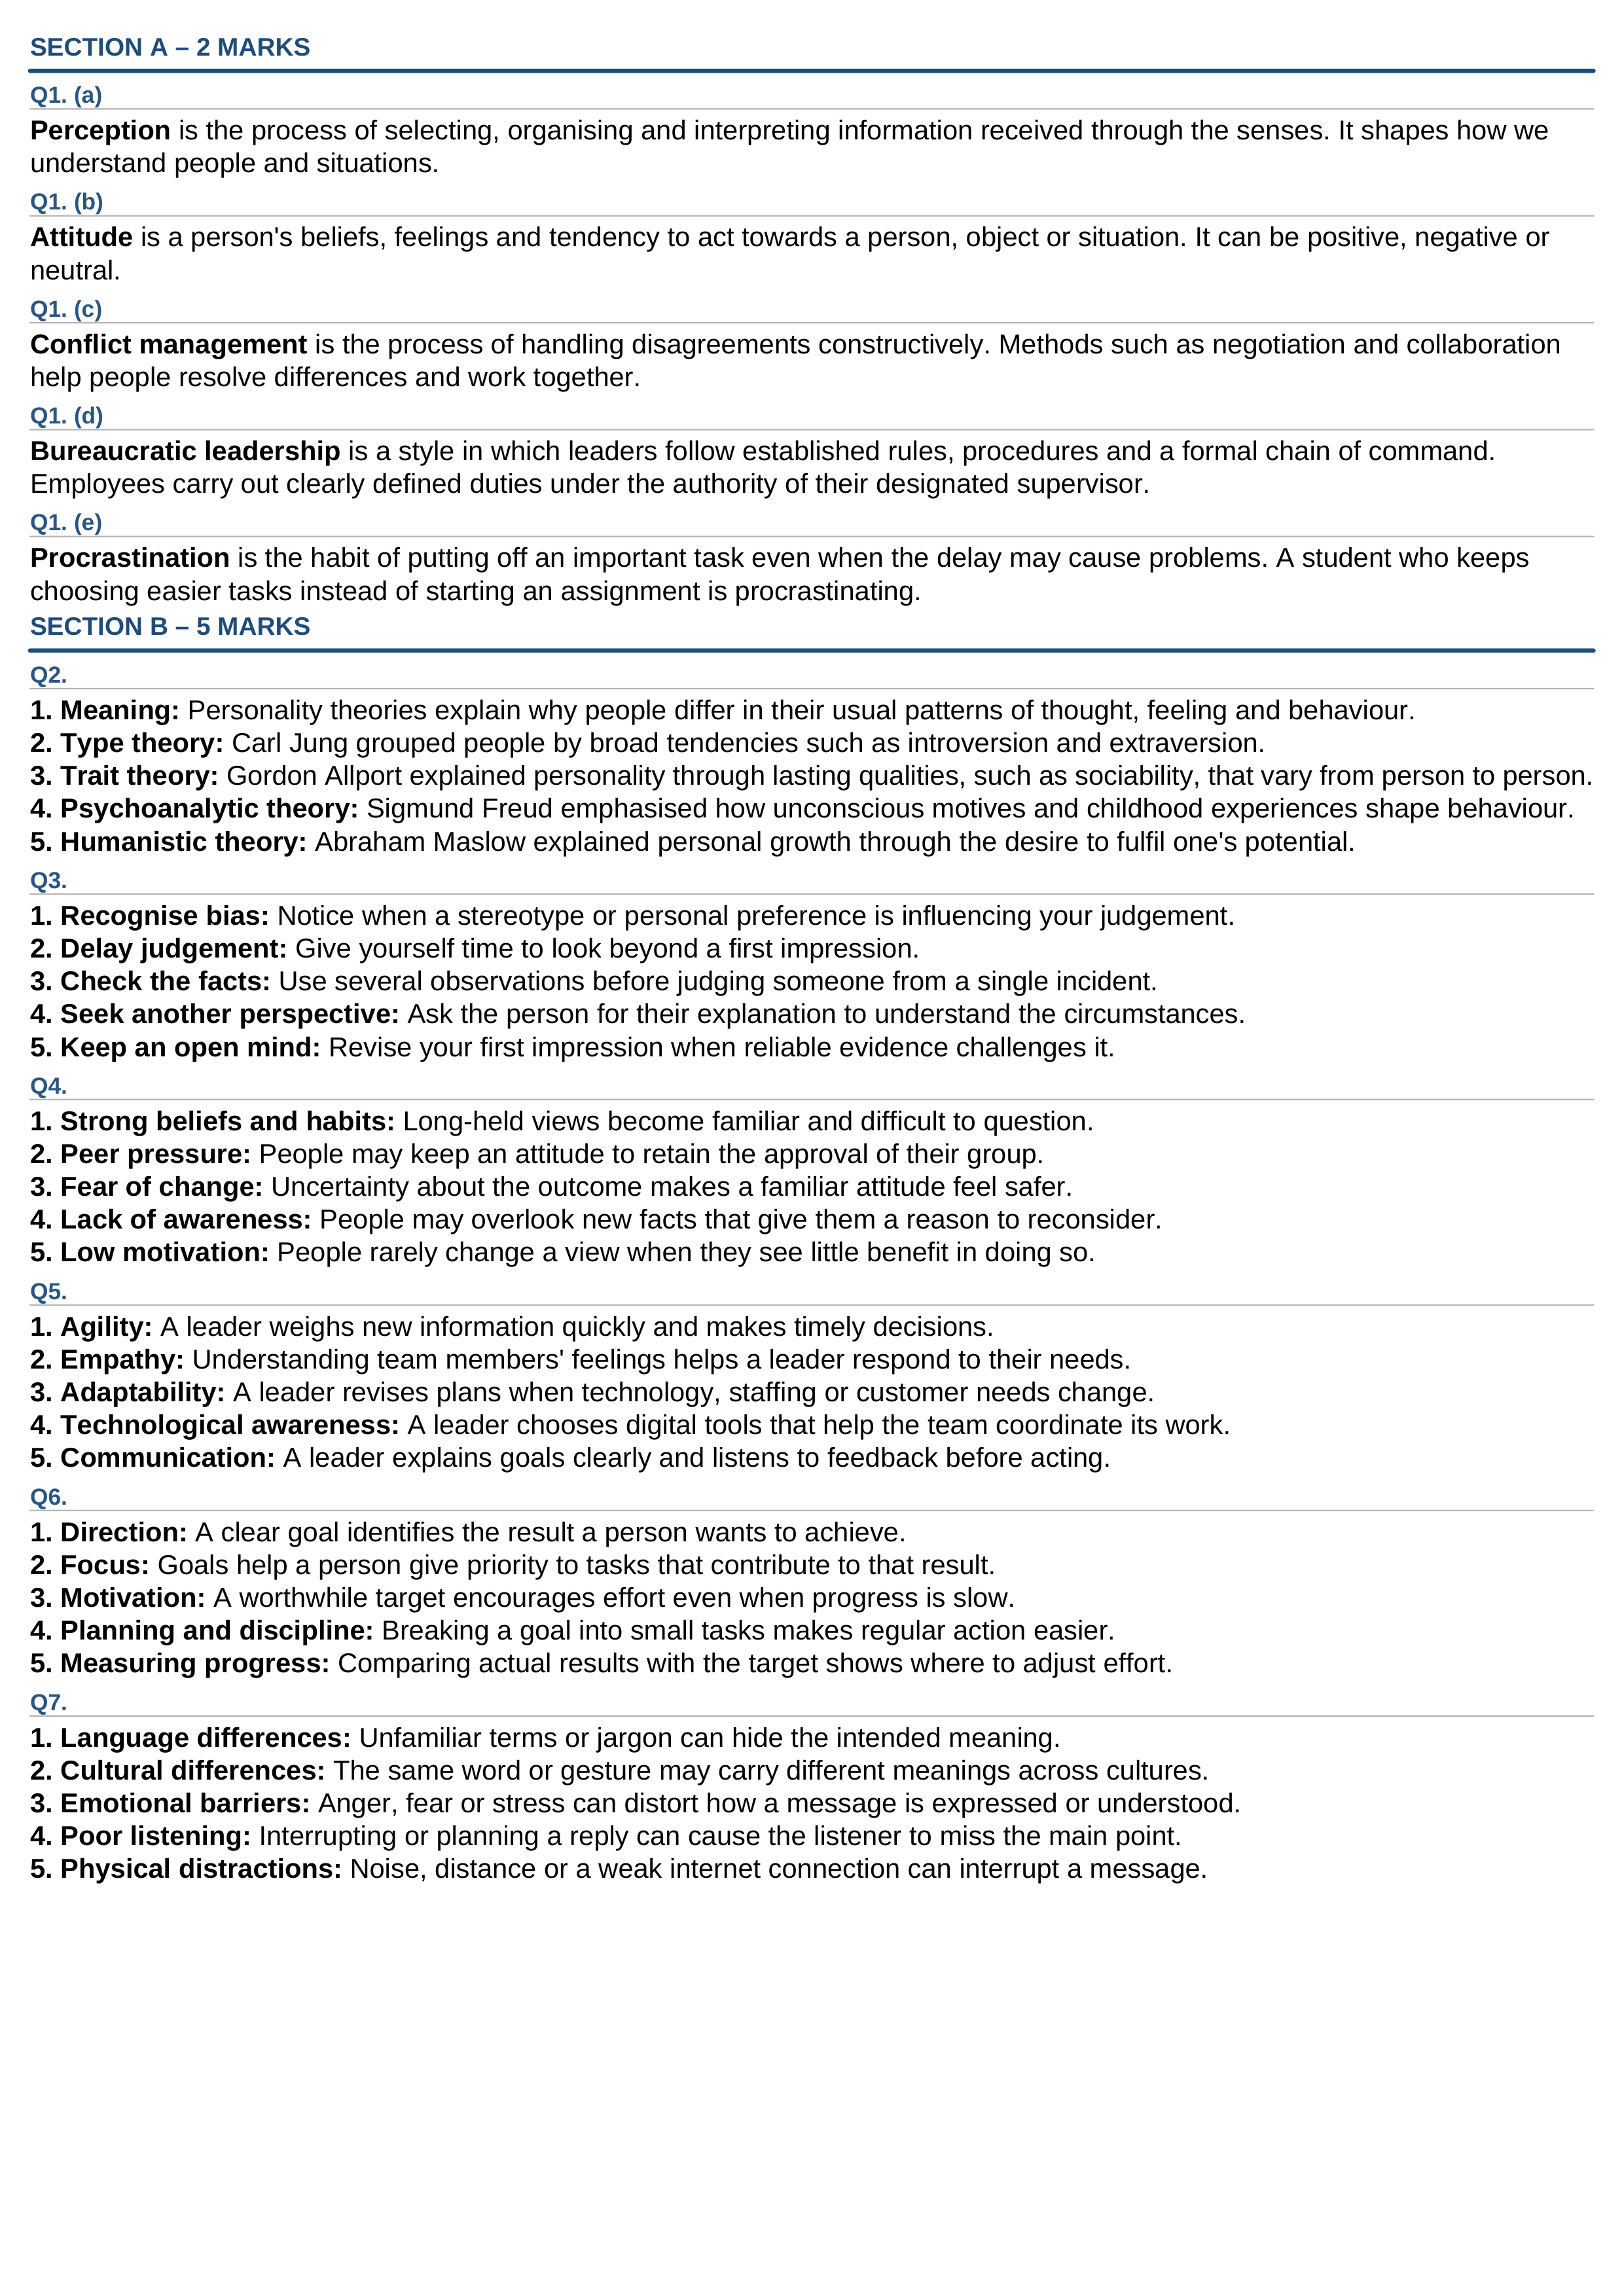 SECTION A – 2 MARKS
Q1. (a)
Perception is the process of selecting, organising and interpreting information received through the senses. It shapes how we
understand people and situations.
Q1. (b)
Attitude is a person's beliefs, feelings and tendency to act towards a person, object or situation. It can be positive, negative or
neutral.
Q1. (c)
Conflict management is the process of handling disagreements constructively. Methods such as negotiation and collaboration
help people resolve differences and work together.
Q1. (d)
Bureaucratic leadership is a style in which leaders follow established rules, procedures and a formal chain of command.
Employees carry out clearly defined duties under the authority of their designated supervisor.
Q1. (e)
Procrastination is the habit of putting off an important task even when the delay may cause problems. A student who keeps
choosing easier tasks instead of starting an assignment is procrastinating.
SECTION B – 5 MARKS
Q2.
1. Meaning: Personality theories explain why people differ in their usual patterns of thought, feeling and behaviour.
2. Type theory: Carl Jung grouped people by broad tendencies such as introversion and extraversion.
3. Trait theory: Gordon Allport explained personality through lasting qualities, such as sociability, that vary from person to person.
4. Psychoanalytic theory: Sigmund Freud emphasised how unconscious motives and childhood experiences shape behaviour.
5. Humanistic theory: Abraham Maslow explained personal growth through the desire to fulfil one's potential.
Q3.
1. Recognise bias: Notice when a stereotype or personal preference is influencing your judgement.
2. Delay judgement: Give yourself time to look beyond a first impression.
3. Check the facts: Use several observations before judging someone from a single incident.
4. Seek another perspective: Ask the person for their explanation to understand the circumstances.
5. Keep an open mind: Revise your first impression when reliable evidence challenges it.
Q4.
1. Strong beliefs and habits: Long-held views become familiar and difficult to question.
2. Peer pressure: People may keep an attitude to retain the approval of their group.
3. Fear of change: Uncertainty about the outcome makes a familiar attitude feel safer.
4. Lack of awareness: People may overlook new facts that give them a reason to reconsider.
5. Low motivation: People rarely change a view when they see little benefit in doing so.
Q5.
1. Agility: A leader weighs new information quickly and makes timely decisions.
2. Empathy: Understanding team members' feelings helps a leader respond to their needs.
3. Adaptability: A leader revises plans when technology, staffing or customer needs change.
4. Technological awareness: A leader chooses digital tools that help the team coordinate its work.
5. Communication: A leader explains goals clearly and listens to feedback before acting.
Q6.
1. Direction: A clear goal identifies the result a person wants to achieve.
2. Focus: Goals help a person give priority to tasks that contribute to that result.
3. Motivation: A worthwhile target encourages effort even when progress is slow.
4. Planning and discipline: Breaking a goal into small tasks makes regular action easier.
5. Measuring progress: Comparing actual results with the target shows where to adjust effort.
Q7.
1. Language differences: Unfamiliar terms or jargon can hide the intended meaning.
2. Cultural differences: The same word or gesture may carry different meanings across cultures.
3. Emotional barriers: Anger, fear or stress can distort how a message is expressed or understood.
4. Poor listening: Interrupting or planning a reply can cause the listener to miss the main point.
5. Physical distractions: Noise, distance or a weak internet connection can interrupt a message.